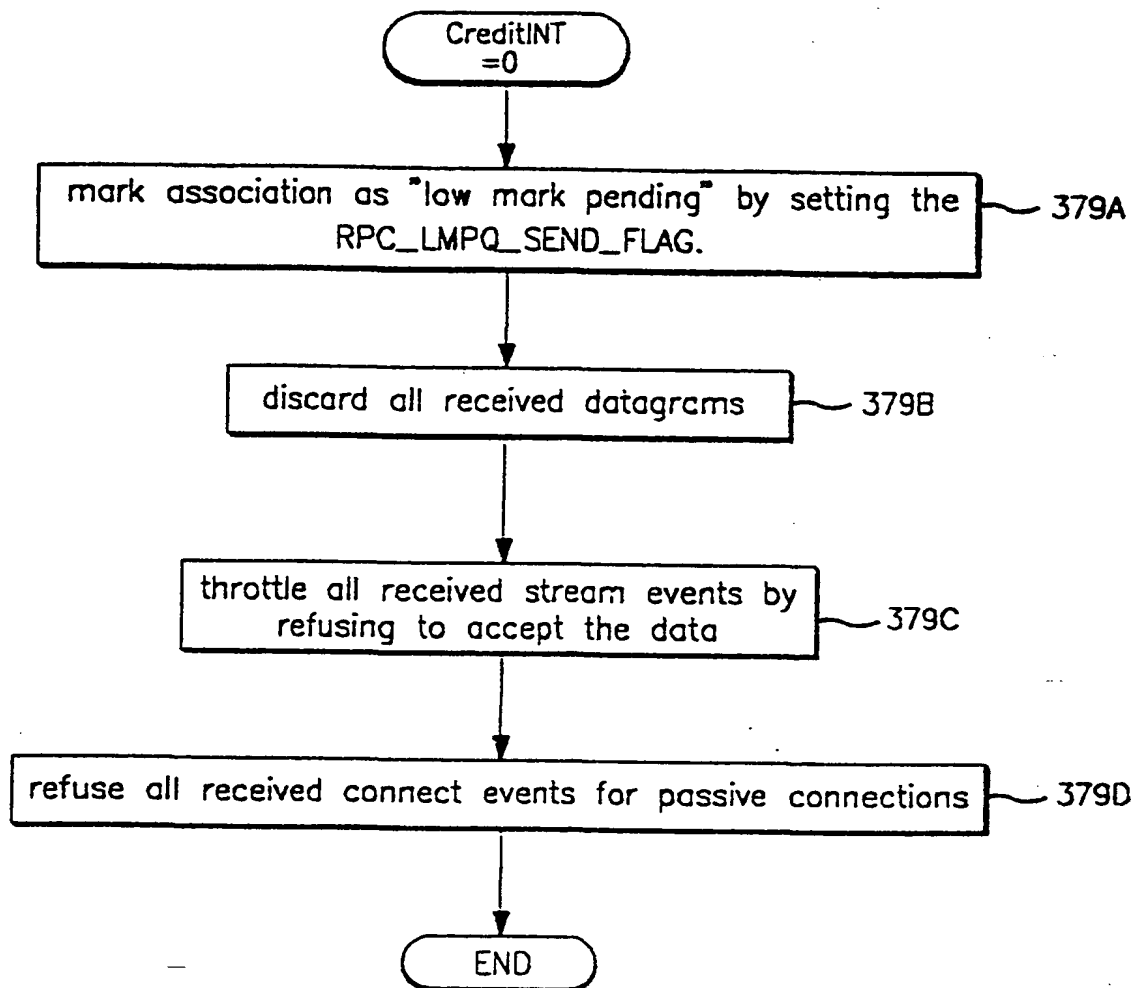 CreditINT
=0
mark association as "low mark pending" by setting the
RPC_LMPQ_SEND_FLAG.
379A
discard all received datagrams
379B
throttle all received stream events by
refusing to accept the data
379C
refuse all received connect events for passive connections
379D
END